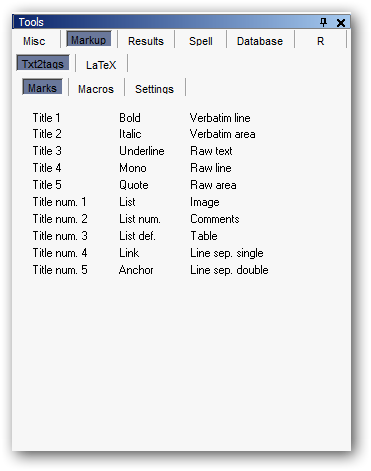 Tools
Misc Markup Results Spell Database R
Txt2tags LaTeX
Marks Macros Settings
Title 1 Bold Verbatim line
Title 2 Italic Verbatim area
Title 3 Underline Raw text
Title 4 Mono Raw line
Title 5 Quote Raw area
Title num. 1 List Image
Title num. 2 List num. Comments
Title num. 3 List def. Table
Title num. 4 Link Line sep. single
Title num. 5 Anchor Line sep. double